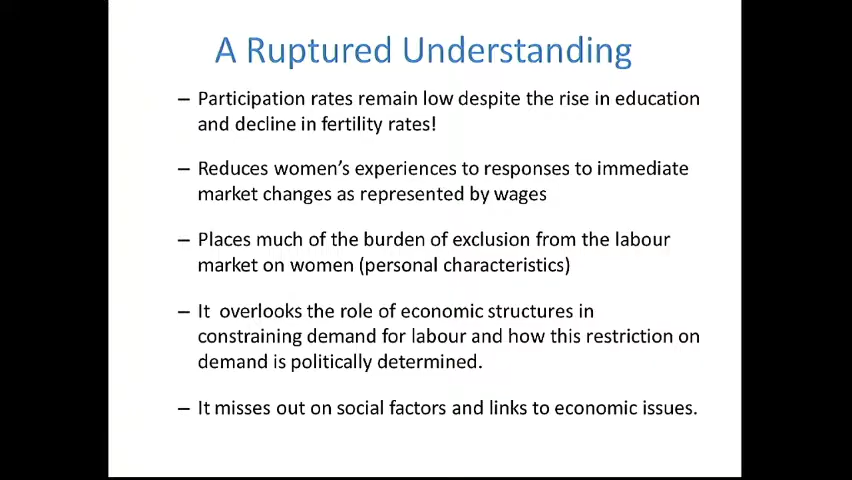 A Ruptured Understanding
– Participation rates remain low despite the rise in education
and decline in fertility rates!
– Reduces women's experiences to responses to immediate
market changes as represented by wages
– Places much of the burden of exclusion from the labour
market on women (personal characteristics)
– It overlooks the role of economic structures in
constraining demand for labour and how this restriction on
demand is politically determined.
– It misses out on social factors and links to economic issues.